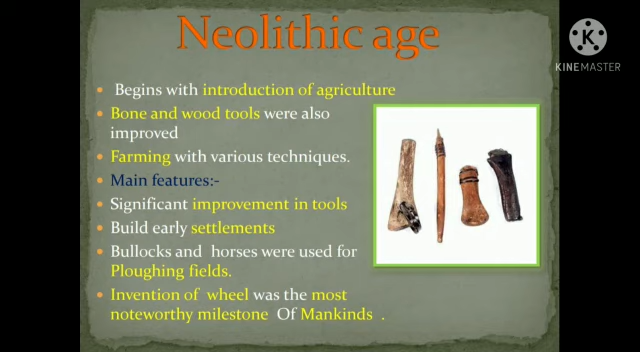 Neolithic age
KINEMASTER
Begins with introduction of agriculture
Bone and wood tools were also
improved
Farming with various techniques.
Main features:-
Significant improvement in tools
Build early settlements
Bullocks and horses were used for
Ploughing fields.
Invention of wheel was the most
noteworthy milestone Of Mankinds .